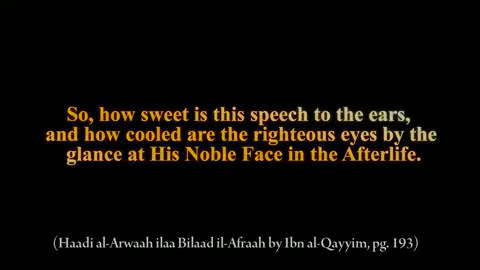 So, how sweet is this speech to the ears,
and how cooled are the righteous eyes by the
glance at His Noble Face in the Afterlife.
(Haadi al-Arwaah ilaa Bilaad il-Afraah by Ibn al-Qayyim, pg. 193)